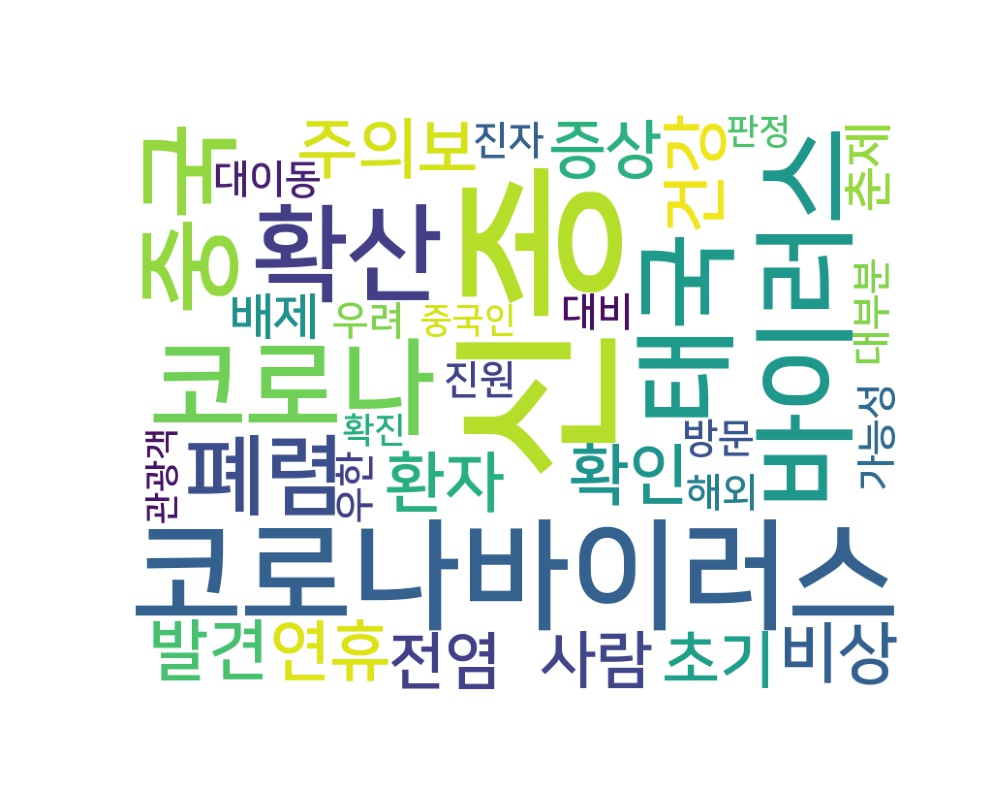 중국
주의보
진자
증상
건강
판정
춘제
대이동
확산
신종
태국
바이러스
배제
우려
중국인
대비
대부분
코로나
진원
확진
관광객
폐렴
우한
환자
확인
방문
해외
가능성
코로나바이러스
발견
연휴
전염
사람
초기
비상